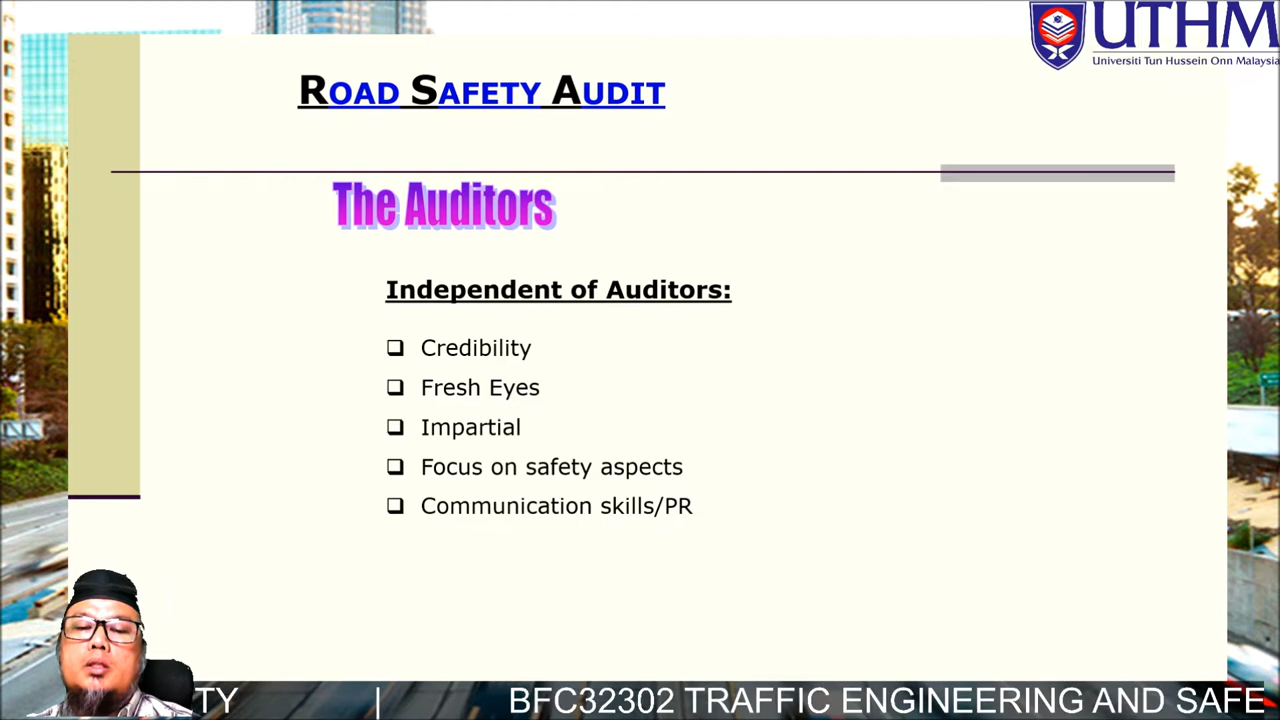 UTHM
Universiti Tun Hussein Onn Malaysia
ROAD SAFETY AUDIT
The Auditors
Independent of Auditors:
Credibility
Fresh Eyes
Impartial
Focus on safety aspects
Communication skills/PR
TY | BFC32302 TRAFFIC ENGINEERING AND SAFE